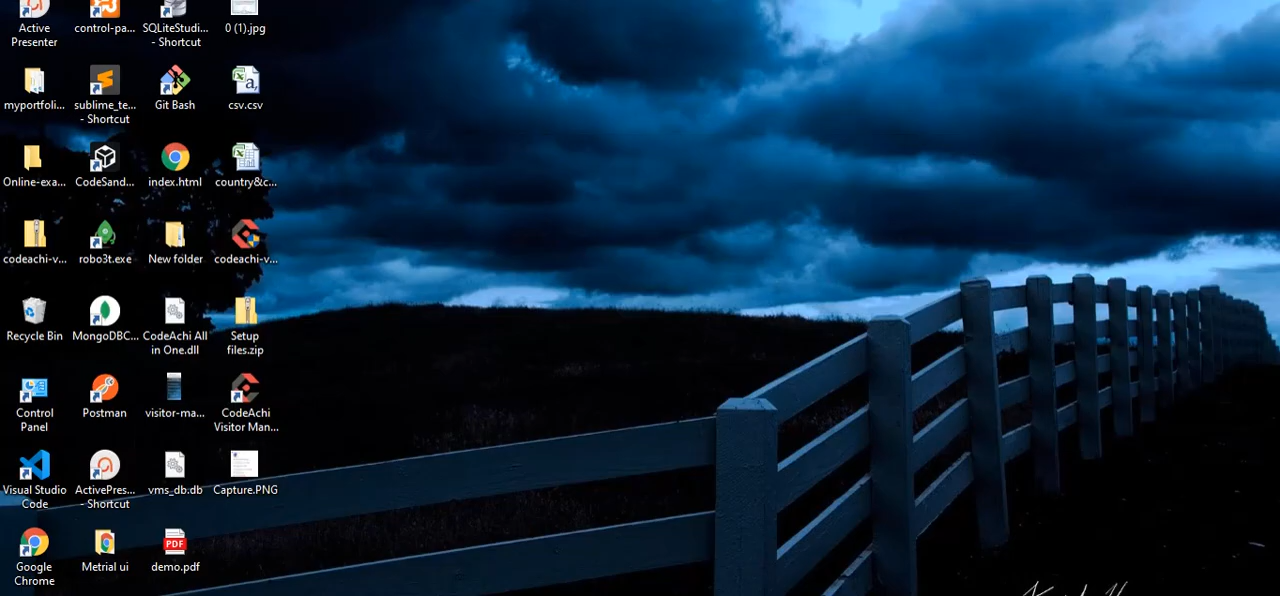 Active
Presenter
control-pa...
SQLiteStudi...
- Shortcut
0 (1).jpg
myportfoli...
sublime_te...
- Shortcut
Git Bash
csv.csv
Online-exa...
CodeSand...
index.html
country&c...
codeachi-v...
robo3t.exe
New folder
codeachi-v...
Recycle Bin
MongoDBC...
CodeAchi All
in One.dll
Setup
files.zip
Control
Panel
Postman
visitor-ma...
CodeAchi
Visitor Man...
Visual Studio
Code
ActivePres...
- Shortcut
vms_db.db
Capture.PNG
Google
Chrome
Metrial ui
PDF
demo.pdf